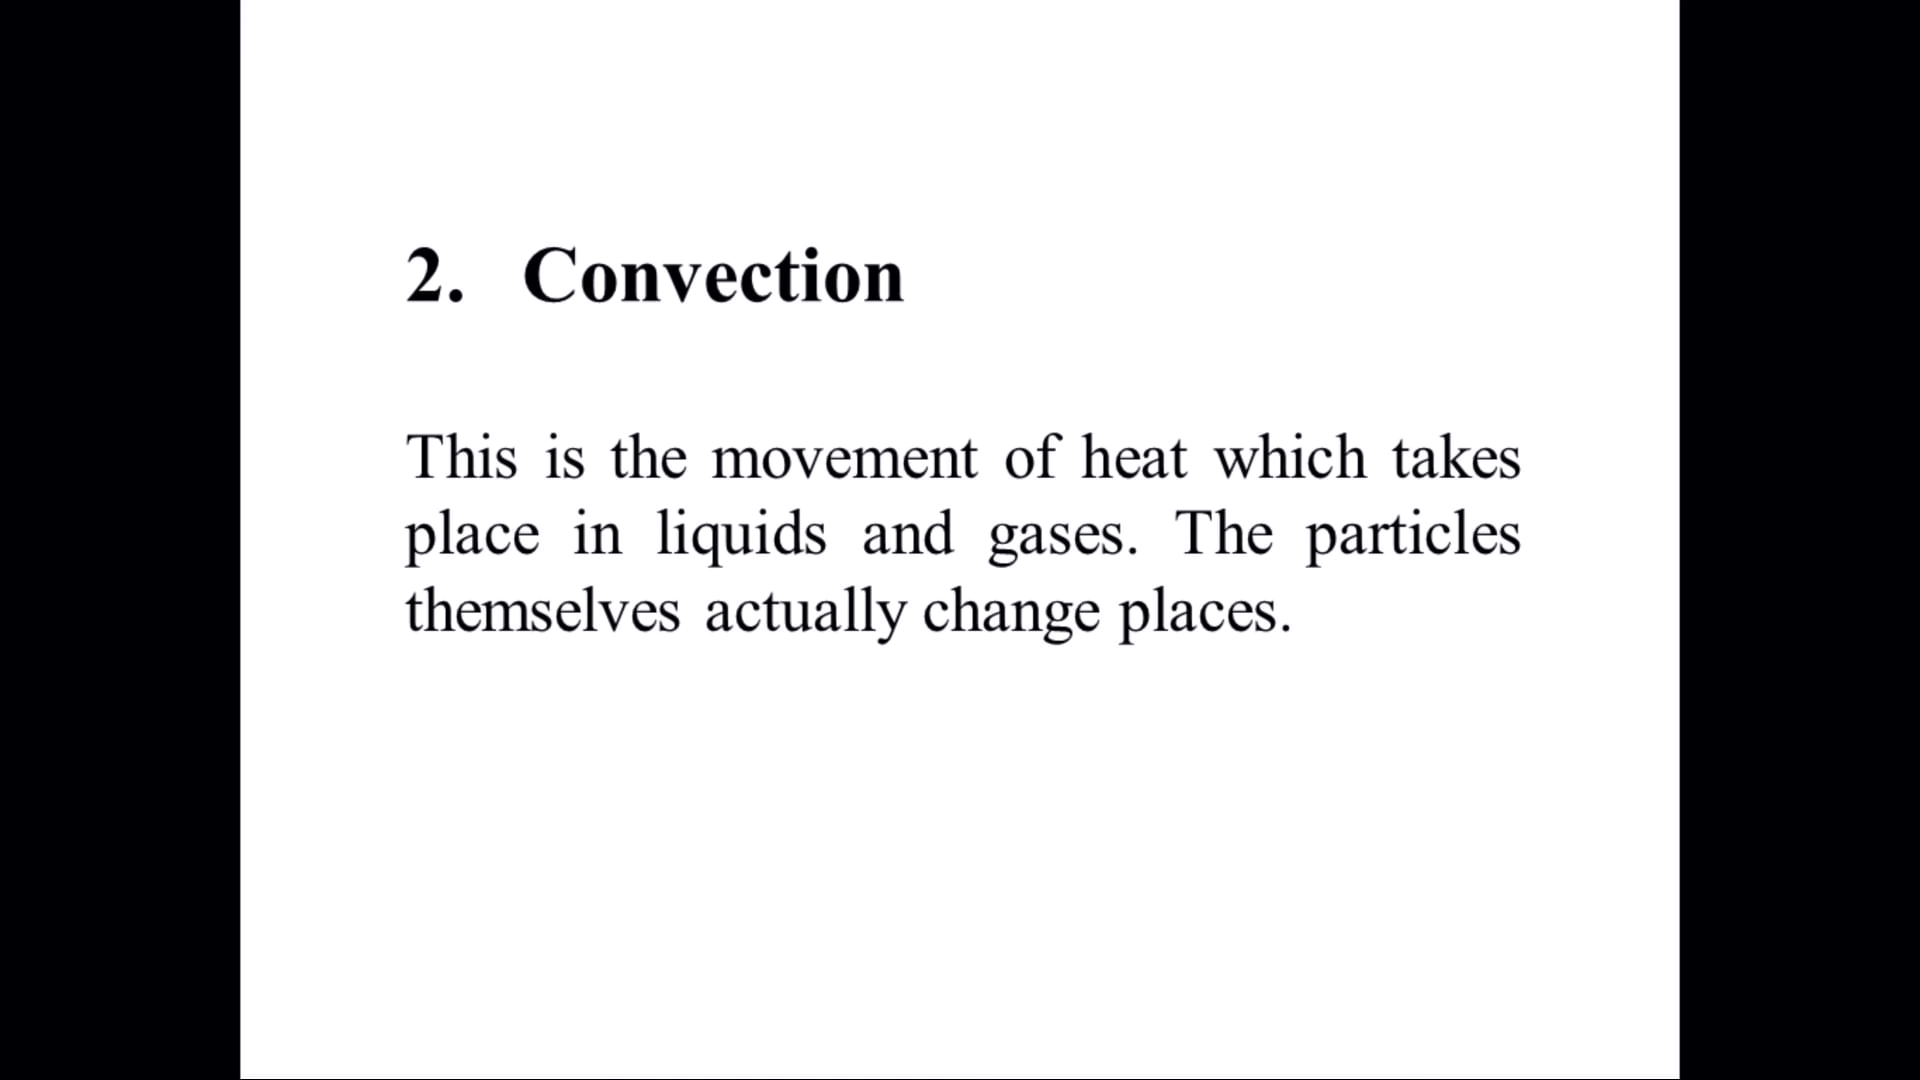 2. Convection
This is the movement of heat which takes
place in liquids and gases. The particles
themselves actually change places.